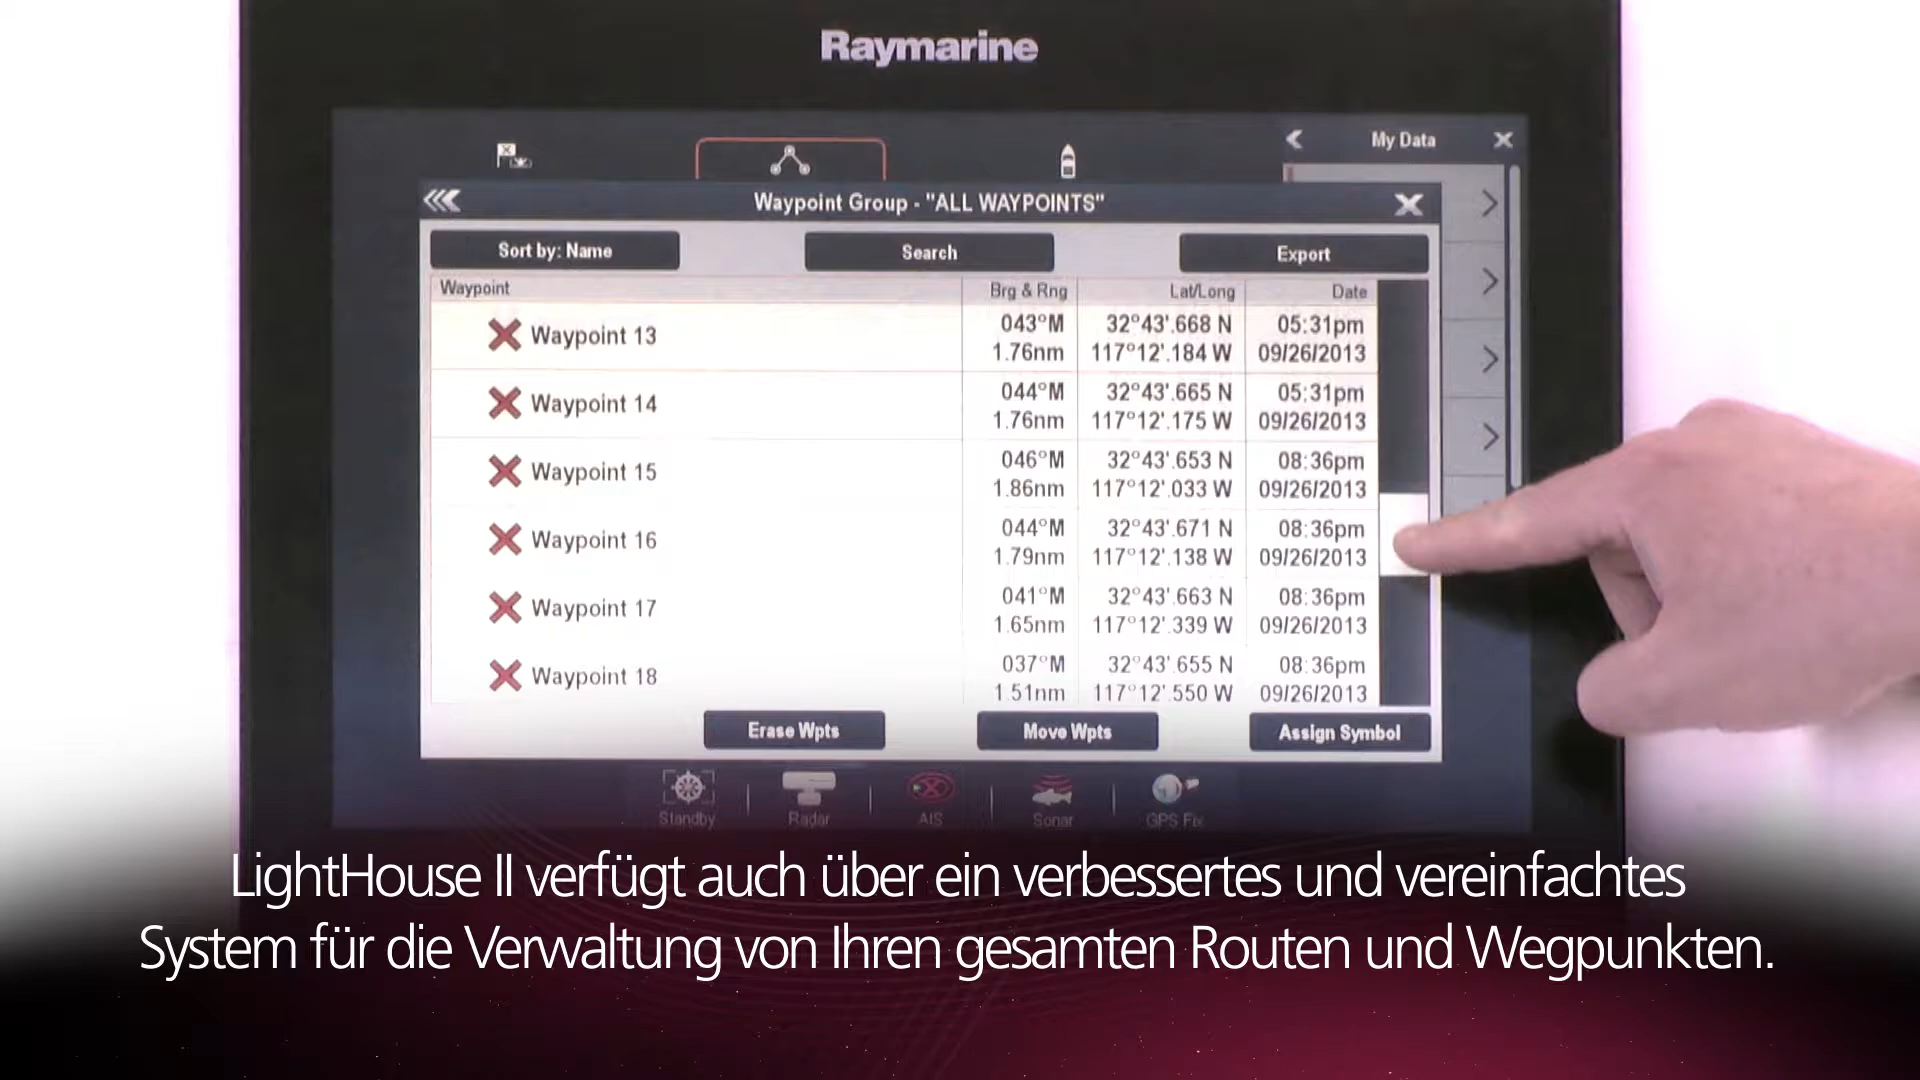 Raymarine
My Data
Waypoint Group - "ALL WAYPOINTS"
Sort by: Name
Search
Export
Waypoint
Brg & Rng
Lat/Long
Date
Waypoint 13
043°M
1.76nm
32°43'.668 N
117°12'.184 W
05:31pm
09/26/2013
Waypoint 14
044°M
1.76nm
32°43'.665 N
117°12'.175 W
05:31pm
09/26/2013
Waypoint 15
046°M
1.86nm
32°43'.653 N
117°12'.033 W
08:36pm
09/26/2013
Waypoint 16
044°M
1.79nm
32°43'.671 N
117°12'.138 W
08:36pm
09/26/2013
Waypoint 17
041°M
1.65nm
32°43'.663 N
117°12'.339 W
08:36pm
09/26/2013
Waypoint 18
037°M
1.51nm
32°43'.655 N
117°12'.550 W
08:36pm
09/26/2013
Erase Wpts
Move Wpts
Assign Symbol
Standby
Radar
AIS
Sonar
GPS Fix
LightHouse II verfügt auch über ein verbessertes und vereinfachtes
System für die Verwaltung von Ihren gesamten Routen und Wegpunkten.